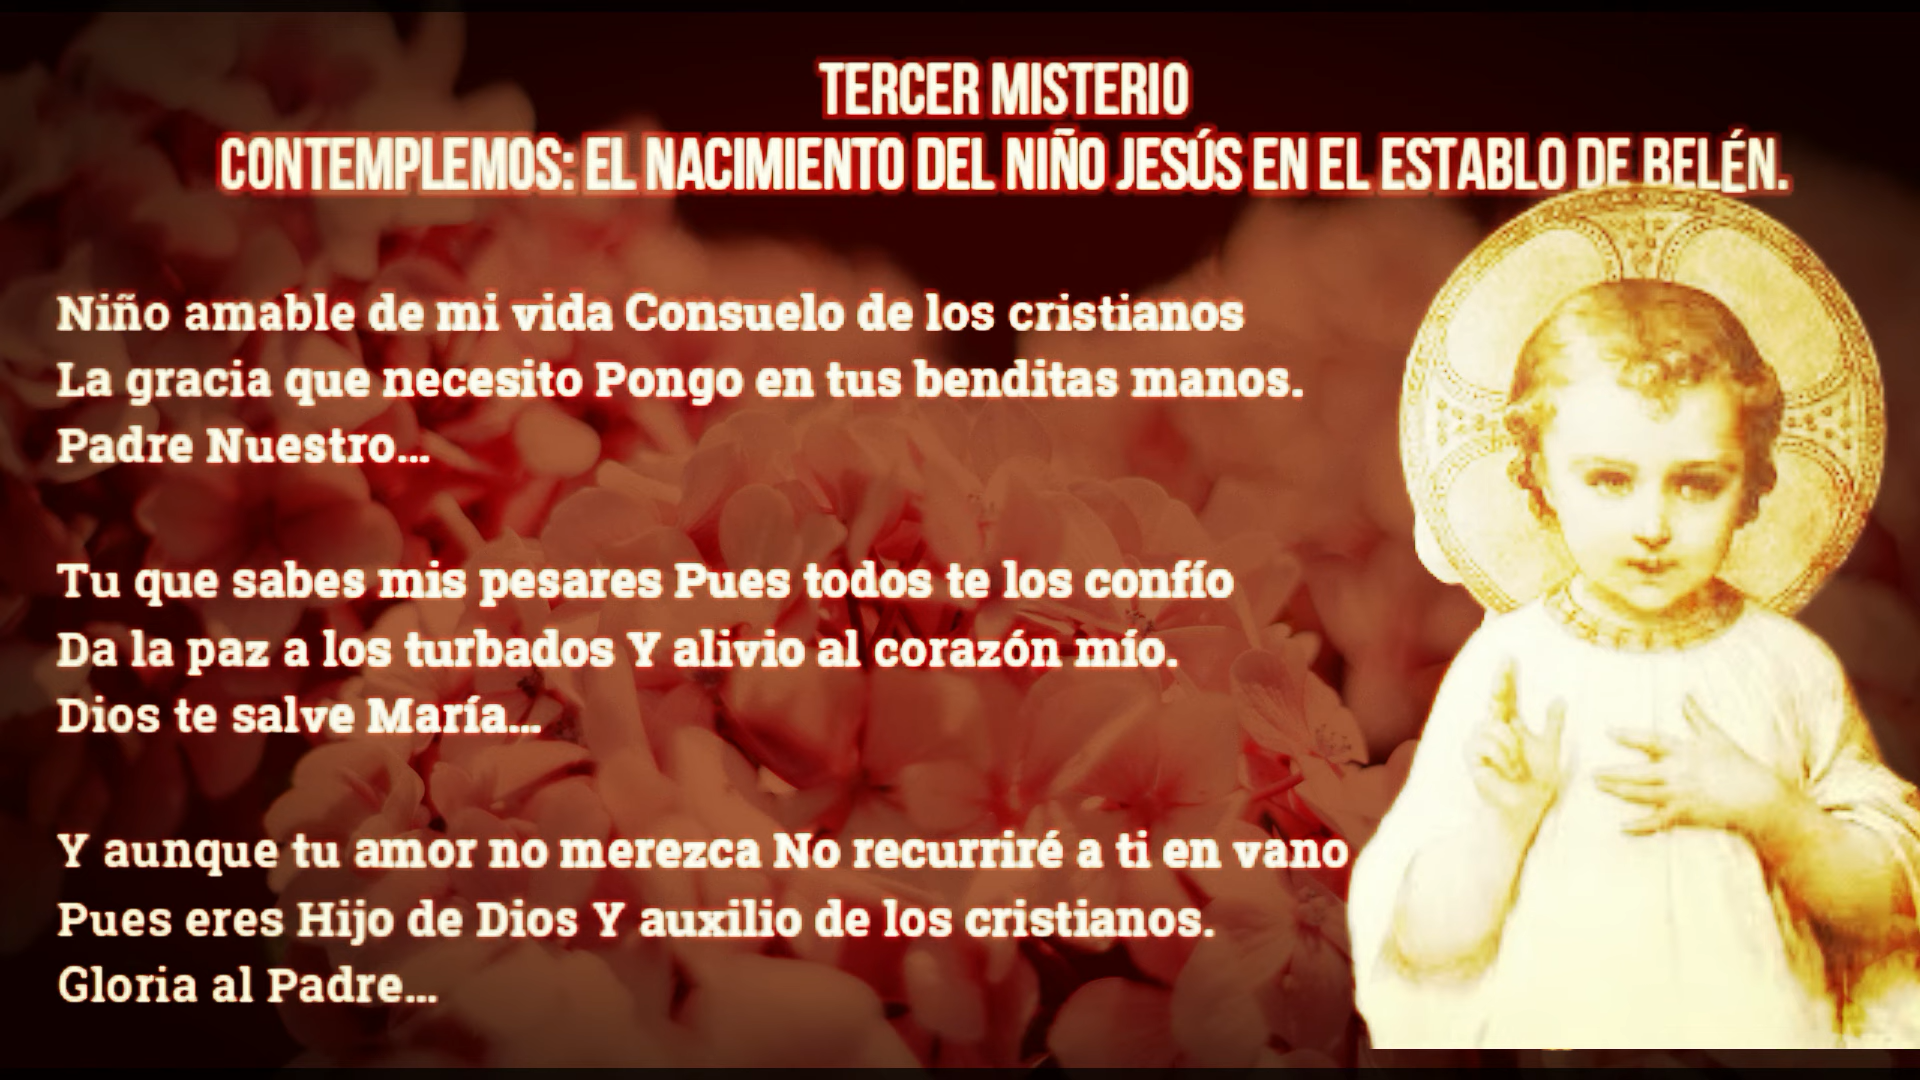 TERCER MISTERIO
CONTEMPLEMOS: EL NACIMIENTO DEL NIÑO JESÚS EN EL ESTABLO DE BELÉN.
Niño amable de mi vida Consuelo de los cristianos
La gracia que necesito Pongo en tus benditas manos.
Padre Nuestro...
Tu que sabes mis pesares Pues todos te los confío
Da la paz a los turbados Y alivio al corazón mío.
Dios te salve María...
Y aunque tu amor no merezca No recurriré a ti en vano
Pues eres Hijo de Dios Y auxilio de los cristianos.
Gloria al Padre...